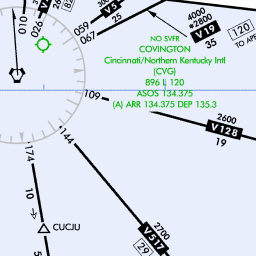 V5
059
067
25
010
026
4000
*2800
V19
35
120
TO APE
NO SVFR
COVINGTON
Cincinnati/Northern Kentucky Intl
(CVG)
896 L 120
ASOS 134.375
(A) ARR 134.375 DEP 135.3
109
2600
V128
19
144
174
10
CUCJU
2700
V517
29